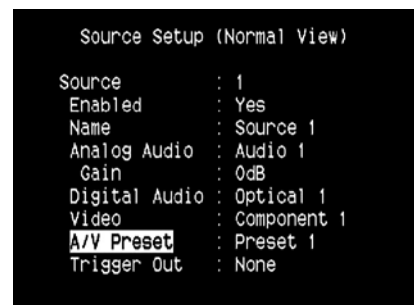 Source Setup (Normal View)
Source : 1
Enabled : Yes
Name : Source 1
Analog Audio : Audio 1
Gain : 0dB
Digital Audio : Optical 1
Video : Component 1
A/V Preset : Preset 1
Trigger Out : None